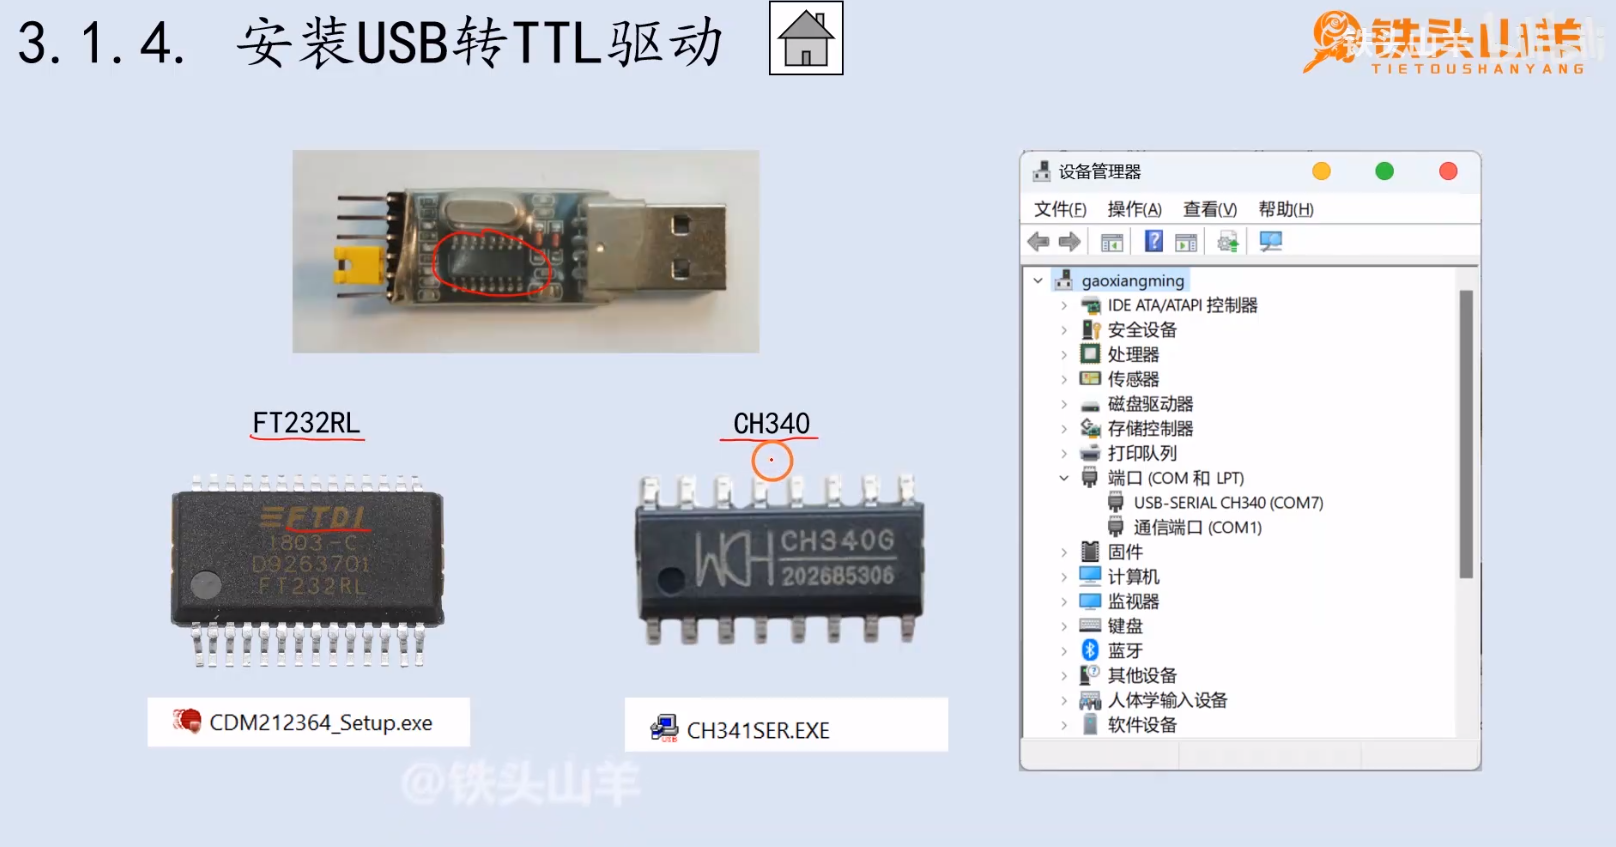 3.1.4. 安装USB转TTL驱动
铁头山羊
TIETOUSHANYANG
FT232RL
CH340
FTDI
1803-C
D9263701
FT232RL
WCH
CH340G
202685306
CDM212364_Setup.exe
CH341SER.EXE
@铁头山羊
设备管理器
文件(F) 操作(A) 查看(V) 帮助(H)
gaoxiangming
IDE ATA/ATAPI 控制器
安全设备
处理器
传感器
磁盘驱动器
存储控制器
打印队列
端口 (COM 和 LPT)
USB-SERIAL CH340 (COM7)
通信端口 (COM1)
固件
计算机
监视器
键盘
蓝牙
其他设备
人体学输入设备
软件设备